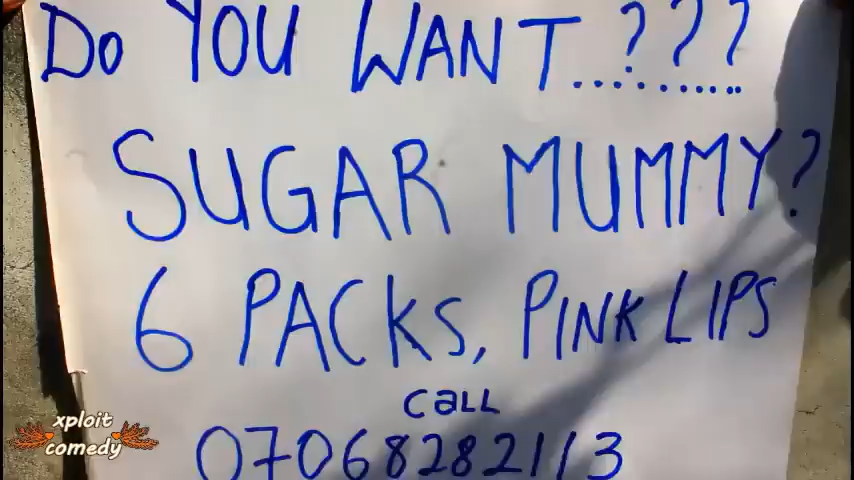 Do YOU WANT...???.......
SUGAR MUMMY?
6 PACKS, PINK LIPS
CALL
07068282113
xploit
comedy